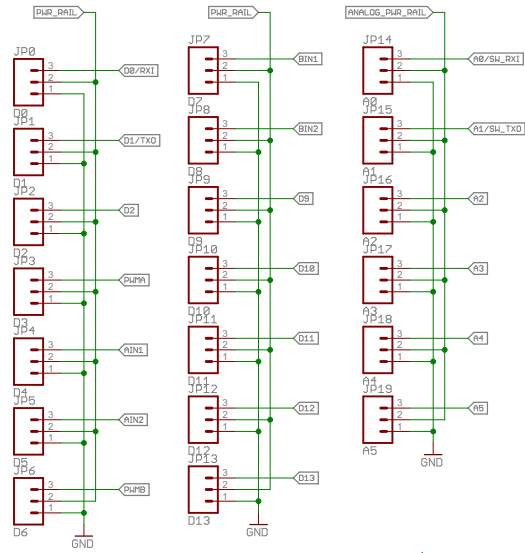 PWR_RAIL
JP0
3
2
1
D0/RXI
D0
JP1
3
2
1
D1/TXO
D1
JP2
3
2
1
D2
D2
JP3
3
2
1
PWMA
D3
JP4
3
2
1
AIN1
D4
JP5
3
2
1
AIN2
D5
JP6
3
2
1
PWMB
D6
GND
PWR_RAIL
JP7
3
2
1
BIN1
D7
JP8
3
2
1
BIN2
D8
JP9
3
2
1
D9
D9
JP10
3
2
1
D10
D10
JP11
3
2
1
D11
D11
JP12
3
2
1
D12
D12
JP13
3
2
1
D13
D13
GND
ANALOG_PWR_RAIL
JP14
3
2
1
A0/SW_RXI
A0
JP15
3
2
1
A1/SW_TXO
A1
JP16
3
2
1
A2
A2
JP17
3
2
1
A3
A3
JP18
3
2
1
A4
A4
JP19
3
2
1
A5
A5
GND